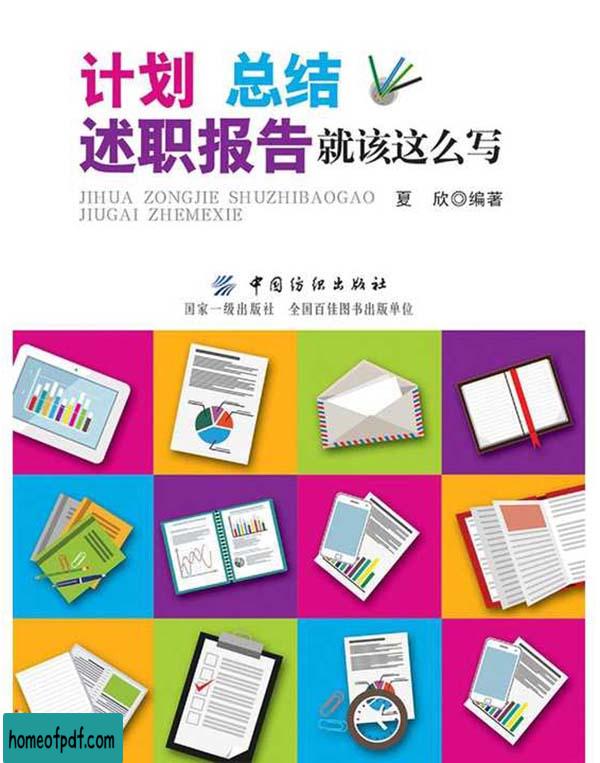 计划 总结
述职报告就该这么写
JIHUA ZONGJIE SHUZHIBAOGAO
JIUGAI ZHEMEXIE
夏 欣◎编著
中国纺织出版社
国家一级出版社 全国百佳图书出版单位
homeofpdf.com